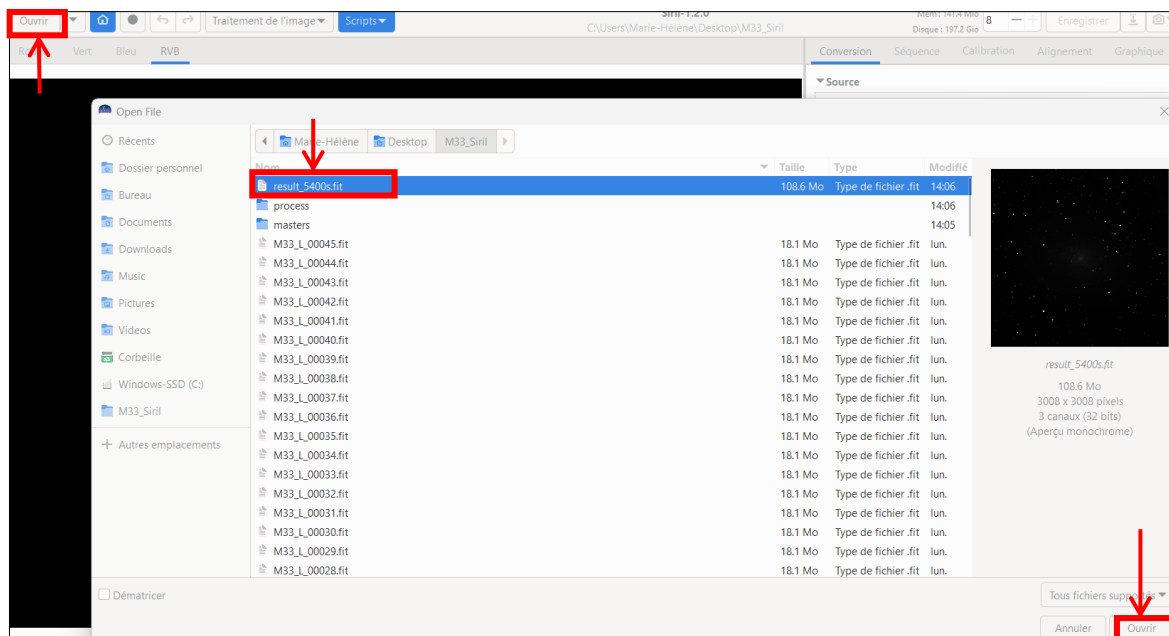 Ouvrir Traitement de l'image Scripts Siril-1.2.0 Mem : 141.4 Mio 8 Enregistrer
C:\Users\Marie-Hélène\Desktop\M33_Siril Disque : 197.2 Gio
Vert Bleu RVB Conversion Séquence Calibration Alignement Graphique
Source
Open File
Récents Marie-Hélène Desktop M33_Siril
Dossier personnel Nom Taille Type Modifié
result_5400s.fit 108.6 Mo Type de fichier .fit 14:06
Bureau process 14:06
Documents masters 14:05
M33_L_00045.fit 18.1 Mo Type de fichier .fit lun.
Downloads M33_L_00044.fit 18.1 Mo Type de fichier .fit lun.
Music M33_L_00043.fit 18.1 Mo Type de fichier .fit lun.
Pictures M33_L_00042.fit 18.1 Mo Type de fichier .fit lun.
Videos M33_L_00041.fit 18.1 Mo Type de fichier .fit lun.
M33_L_00040.fit 18.1 Mo Type de fichier .fit lun.
Corbeille M33_L_00039.fit 18.1 Mo Type de fichier .fit lun.
result_5400s.fit
Windows-SSD (C:) M33_L_00038.fit 18.1 Mo Type de fichier .fit lun.
108.6 Mo
M33_L_00037.fit 18.1 Mo Type de fichier .fit lun.
3008 x 3008 pixels
M33_Siril M33_L_00036.fit 18.1 Mo Type de fichier .fit lun.
3 canaux (32 bits)
M33_L_00035.fit 18.1 Mo Type de fichier .fit lun.
(Aperçu monochrome)
Autres emplacements M33_L_00034.fit 18.1 Mo Type de fichier .fit lun.
M33_L_00033.fit 18.1 Mo Type de fichier .fit lun.
M33_L_00032.fit 18.1 Mo Type de fichier .fit lun.
M33_L_00031.fit 18.1 Mo Type de fichier .fit lun.
M33_L_00030.fit 18.1 Mo Type de fichier .fit lun.
M33_L_00029.fit 18.1 Mo Type de fichier .fit lun.
M33_L_00028.fit 18.1 Mo Type de fichier .fit lun.
Dématricer Tous fichiers supportés
Annuler Ouvrir